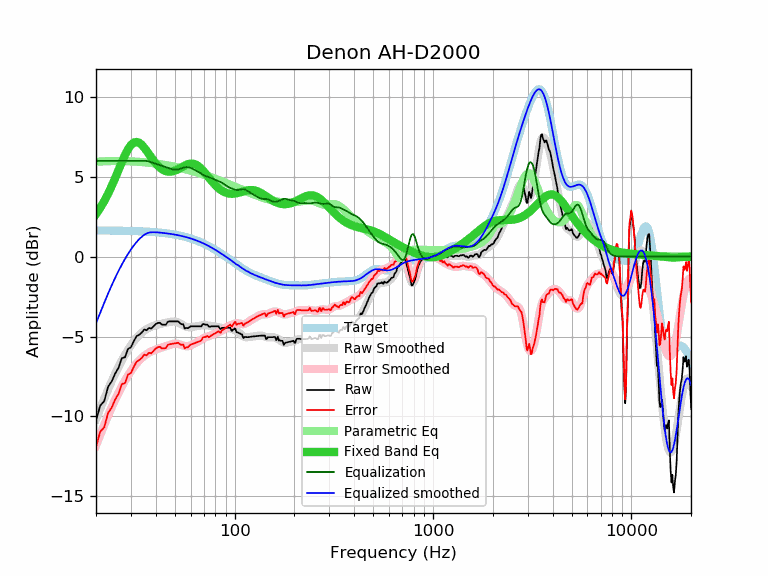 Denon AH-D2000
Amplitude (dBr)
10
5
0
−5
−10
−15
Target
Raw Smoothed
Error Smoothed
Raw
Error
Parametric Eq
Fixed Band Eq
Equalization
Equalized smoothed
100
1000
10000
Frequency (Hz)